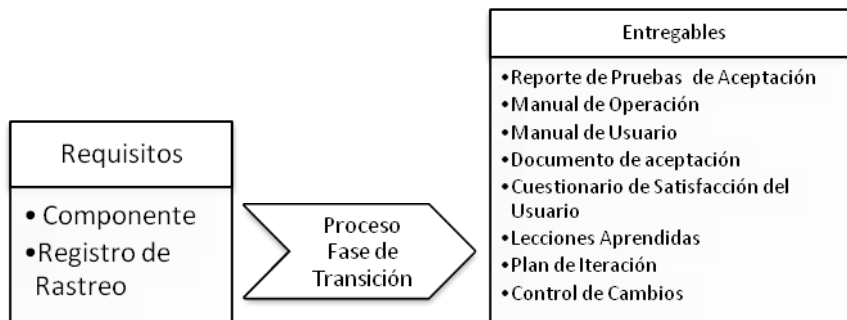 Requisitos
• Componente
•Registro de
Rastreo
Proceso
Fase de
Transición
Entregables
•Reporte de Pruebas de Aceptación
•Manual de Operación
•Manual de Usuario
•Documento de aceptación
•Cuestionario de Satisfacción del
Usuario
•Lecciones Aprendidas
•Plan de Iteración
•Control de Cambios